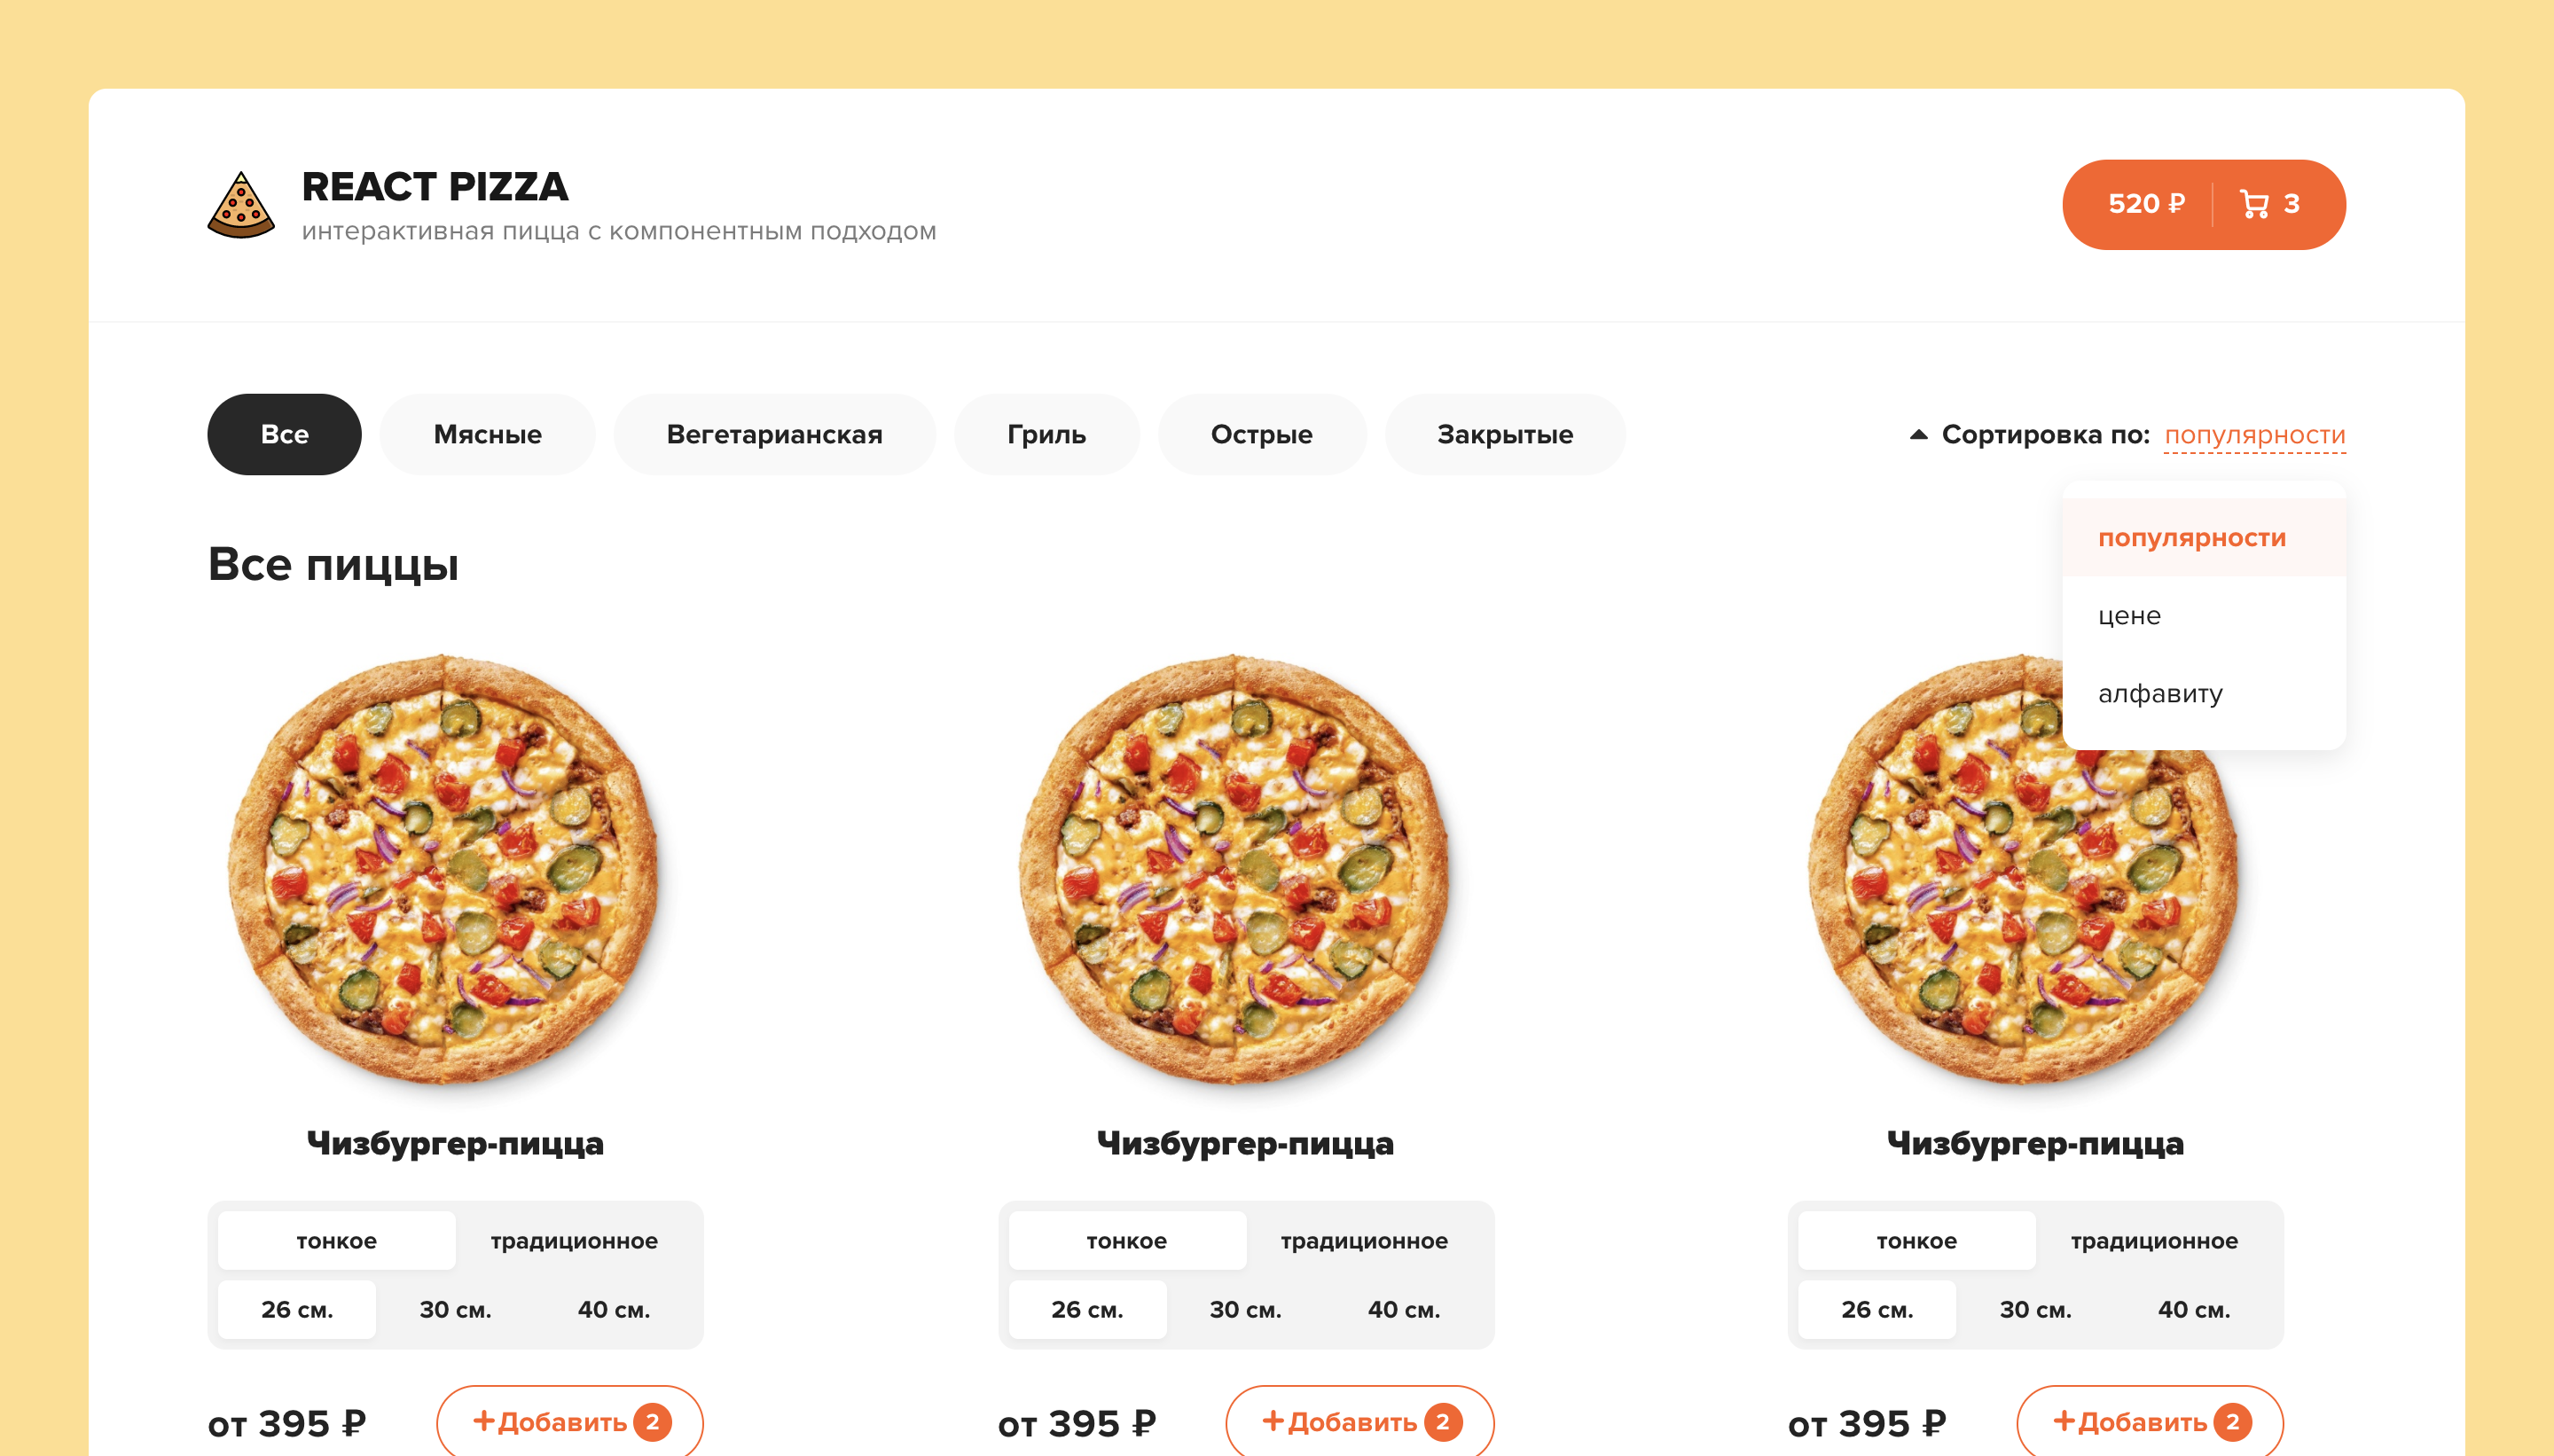 REACT PIZZA
интерактивная пицца с компонентным подходом
520 ₽ 3
Все Мясные Вегетарианская Гриль Острые Закрытые
Сортировка по: популярности
популярности
цене
алфавиту
Все пиццы
Чизбургер-пицца Чизбургер-пицца Чизбургер-пицца
тонкое традиционное тонкое традиционное тонкое традиционное
26 см. 30 см. 40 см. 26 см. 30 см. 40 см. 26 см. 30 см. 40 см.
от 395 ₽ +Добавить 2 от 395 ₽ +Добавить 2 от 395 ₽ +Добавить 2